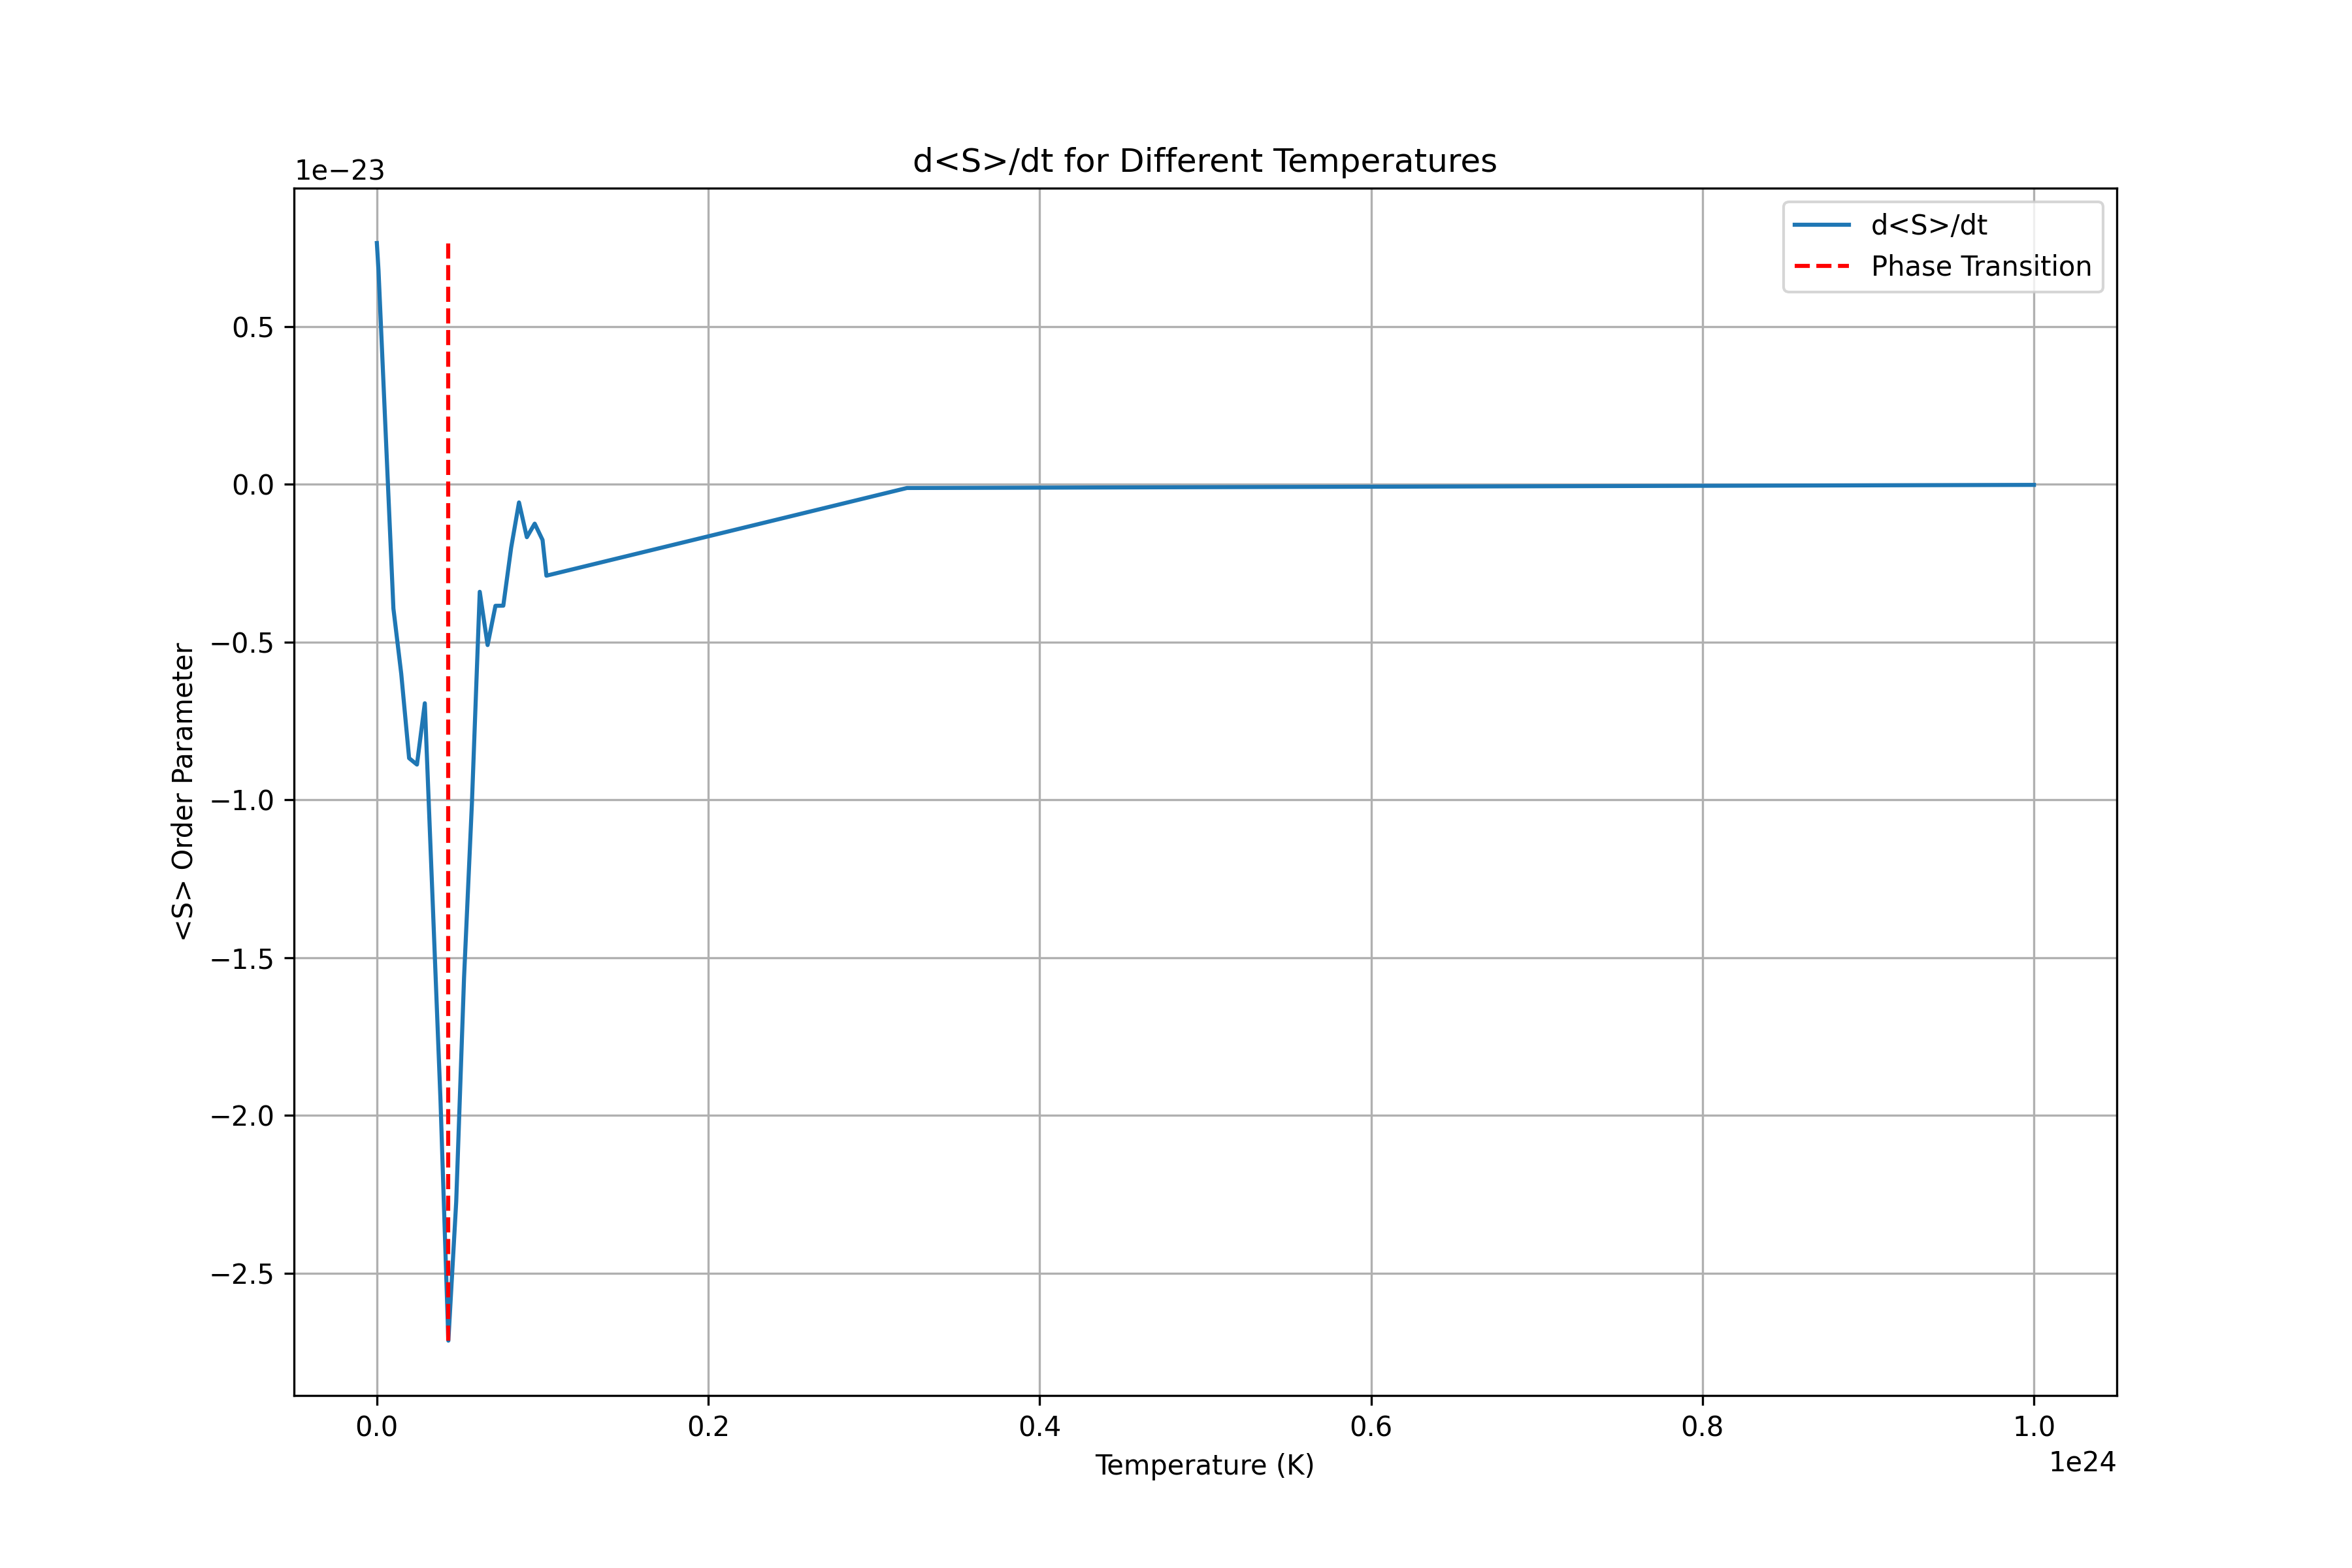 d<S>/dt for Different Temperatures
1e−23
d<S>/dt
Phase Transition
0.5
0.0
−0.5
−1.0
−1.5
−2.0
−2.5
<S> Order Parameter
0.0 0.2 0.4 0.6 0.8 1.0
Temperature (K)
1e24